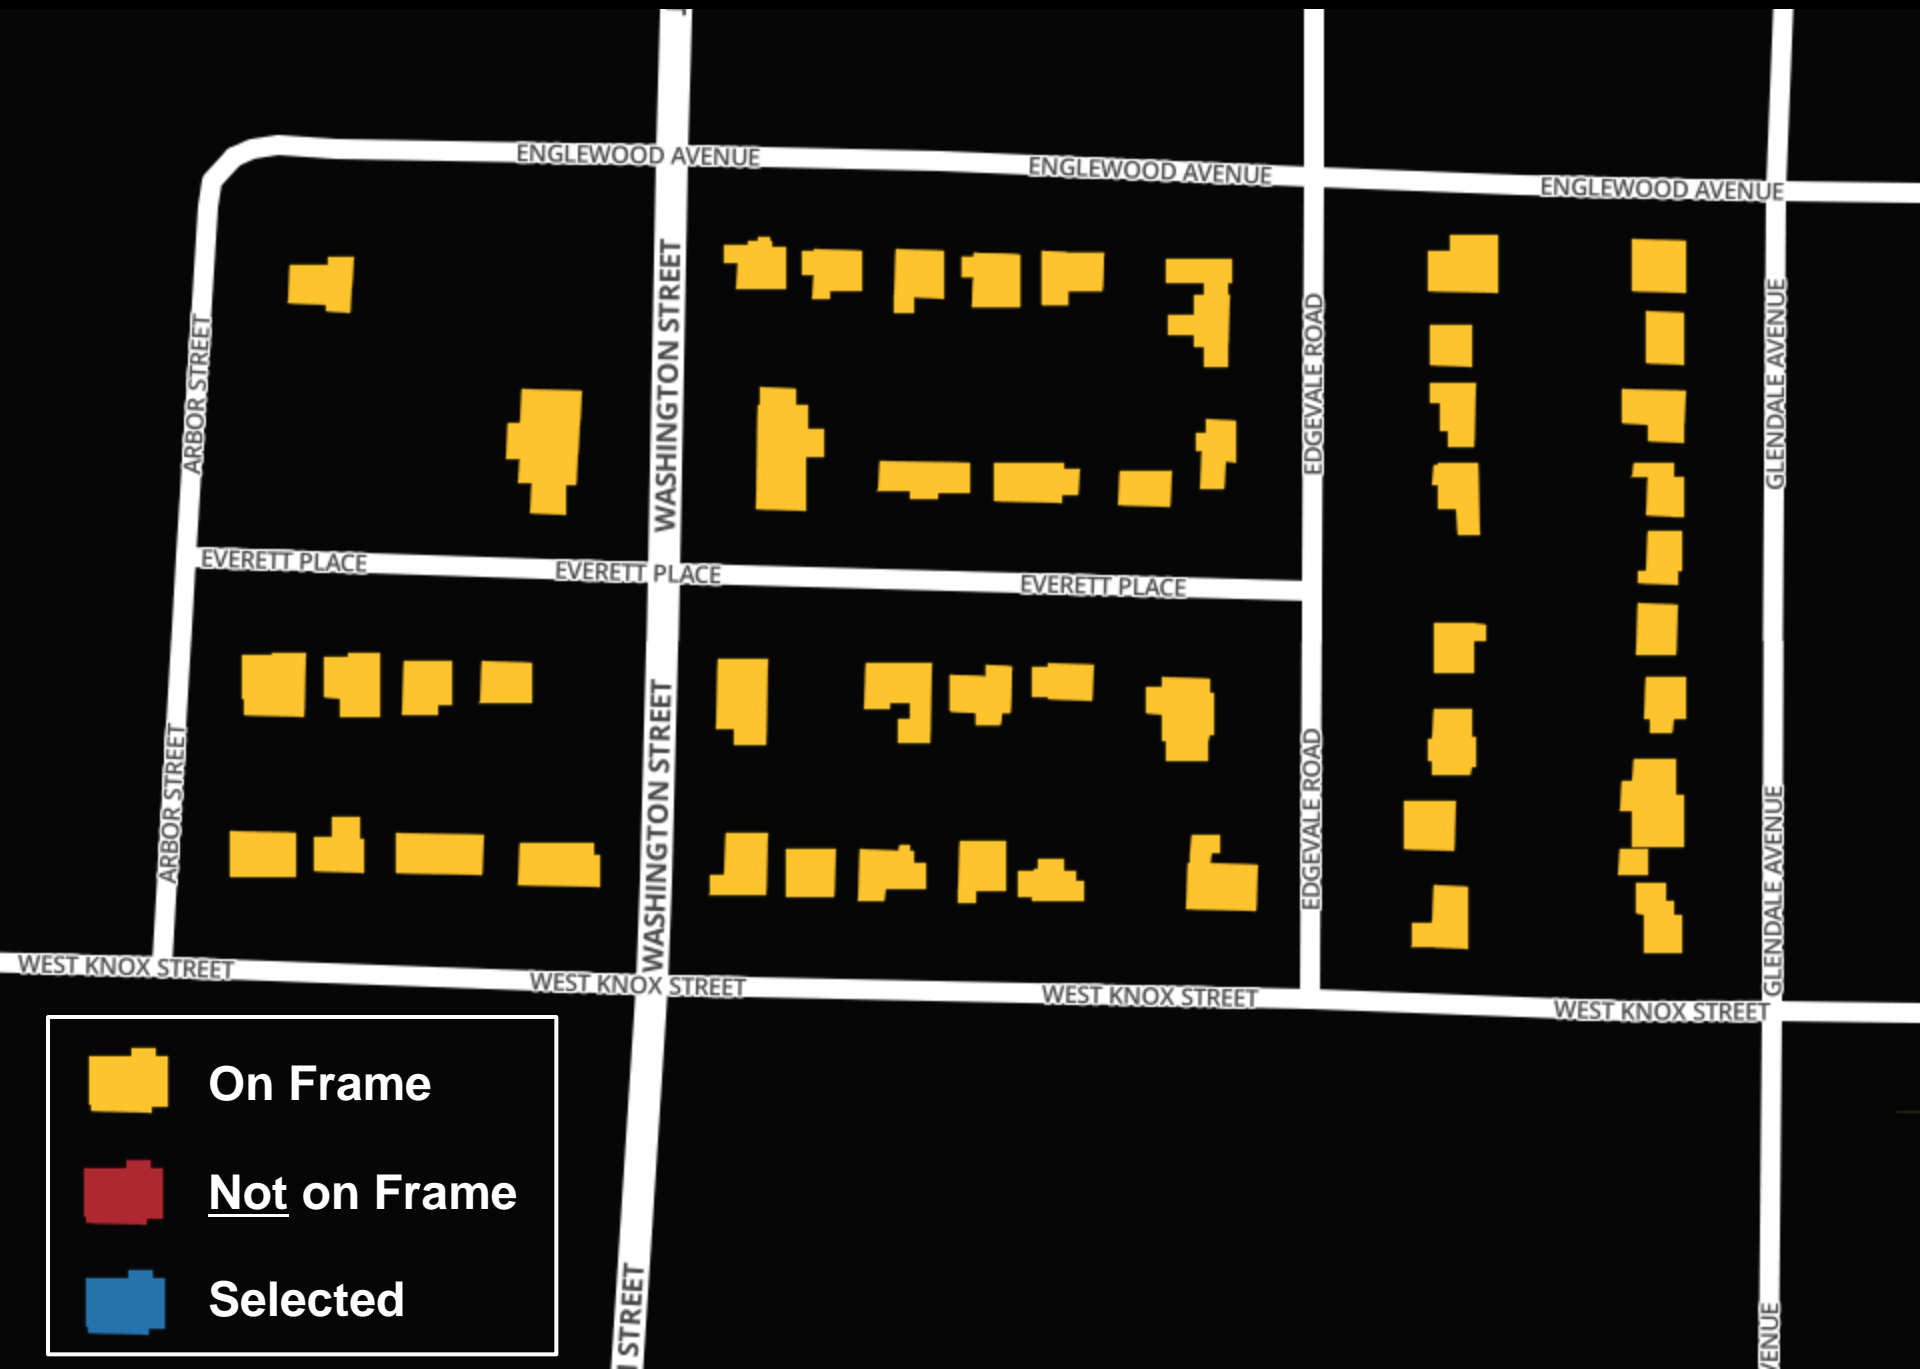 ENGLEWOOD AVENUE
ENGLEWOOD AVENUE
ENGLEWOOD AVENUE
WASHINGTON STREET
EDGEVALE ROAD
GLENDALE AVENUE
ARBOR STREET
EVERETT PLACE
EVERETT PLACE
EVERETT PLACE
WASHINGTON STREET
ARBOR STREET
EDGEVALE ROAD
GLENDALE AVENUE
WEST KNOX STREET
WEST KNOX STREET
WEST KNOX STREET
WEST KNOX STREET
On Frame
Not on Frame
Selected
STREET